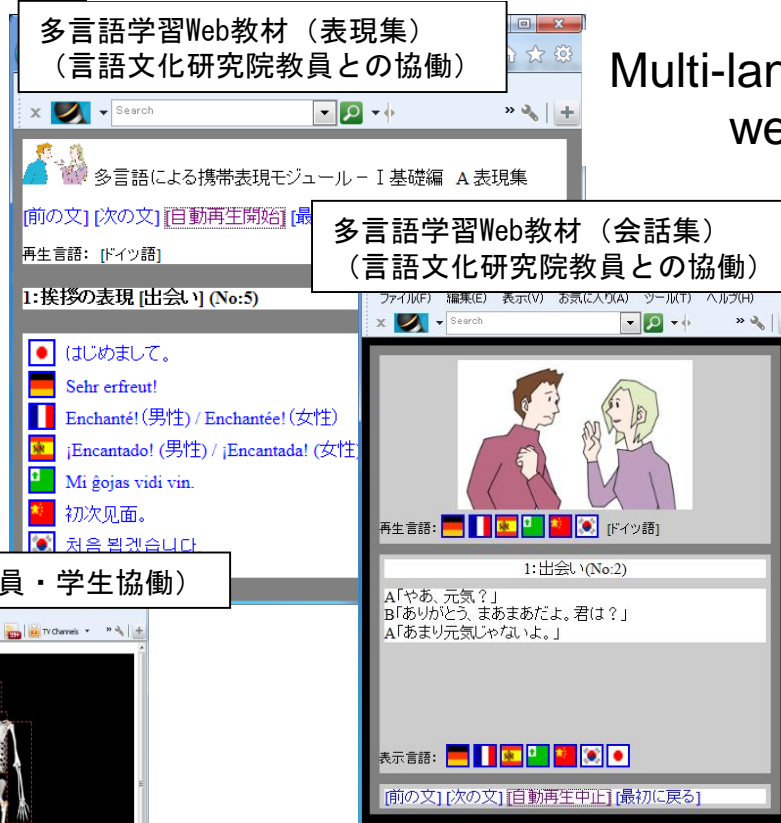 多言語学習Web教材（表現集）
（言語文化研究院教員との協働）
Multi-lan
we
Search
多言語による携帯表現モジュール－Ⅰ基礎編 A 表現集
[前の文] [次の文] [自動再生開始] [最
再生言語: [ドイツ語]
1:挨拶の表現 [出会い] (No:5)
はじめまして。
Sehr erfreut!
Enchanté! (男性) / Enchantée! (女性)
¡Encantado! (男性) / ¡Encantada! (女性
Mi ĝojas vidi vin.
初次见面。
처음 뵙겠습니다.
員・学生協働）
TV Channels
多言語学習Web教材（会話集）
（言語文化研究院教員との協働）
ファイル(F) 編集(E) 表示(V) お気に入り(A) ツール(T) ヘルプ(H)
Search
再生言語: [ドイツ語]
1:出会い(No:2)
A「やあ、元気？」
B「ありがとう、まあまあだよ。君は？」
A「あまり元気じゃないよ。」
表示言語:
[前の文] [次の文] [自動再生中止] [最初に戻る]